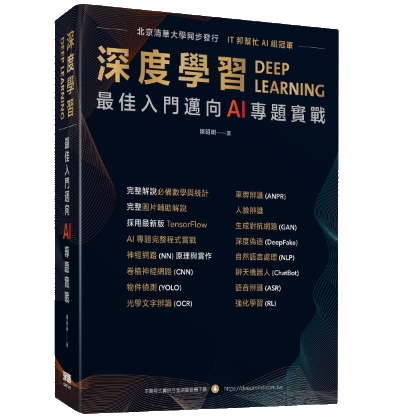 北京清華大學同步發行 IT邦幫忙AI組冠軍
深度學習 DEEP LEARNING
最佳入門邁向AI專題實戰
陳昭明 著
完整解說必備數學與統計
完整圖片輔助解說
採用最新版 TensorFlow
AI 專題完整程式實戰
神經網路 (NN) 原理與實作
卷積神經網路 (CNN)
物件偵測 (YOLO)
光學文字辨識 (OCR)
車牌辨識 (ANPR)
人臉辨識
生成對抗網路 (GAN)
深度偽造 (DeepFake)
自然語言處理 (NLP)
聊天機器人 (ChatBot)
語音辨識 (ASR)
強化學習 (RL)
https://deepmind.com.tw
深度學習
DEEP LEARNING
最佳入門邁向
AI
專題實戰